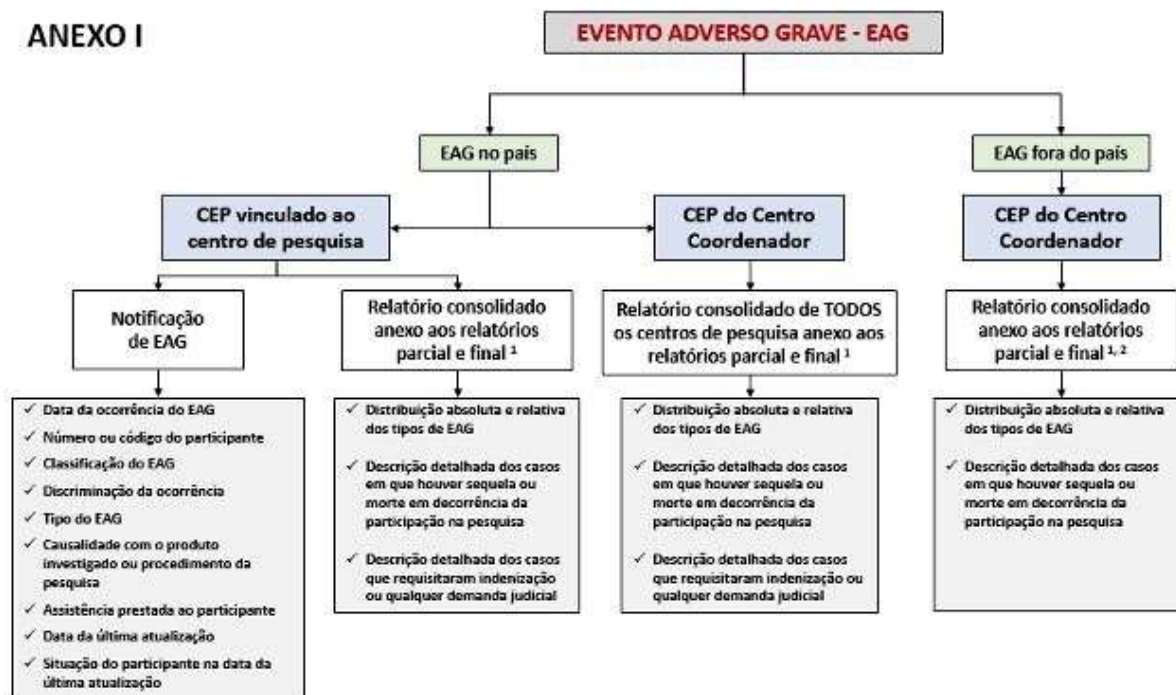 ANEXO I
EVENTO ADVERSO GRAVE - EAG
EAG no país
EAG fora do país
CEP vinculado ao
centro de pesquisa
CEP do Centro
Coordenador
CEP do Centro
Coordenador
Notificação
de EAG
Relatório consolidado
anexo aos relatórios
parcial e final ¹
Relatório consolidado de TODOS
os centros de pesquisa anexo aos
relatórios parcial e final ¹
Relatório consolidado
anexo aos relatórios
parcial e final ¹, ²
✓ Data da ocorrência do EAG
✓ Número ou código do participante
✓ Classificação do EAG
✓ Discriminação da ocorrência
✓ Tipo do EAG
✓ Causalidade com o produto
investigado ou procedimento da
pesquisa
✓ Assistência prestada ao participante
✓ Data da última atualização
✓ Situação do participante na data da
última atualização
✓ Distribuição absoluta e relativa
dos tipos de EAG
✓ Descrição detalhada dos casos
em que houver sequela ou
morte em decorrência da
participação na pesquisa
✓ Descrição detalhada dos casos
que requisitaram indenização
ou qualquer demanda judicial
✓ Distribuição absoluta e relativa
dos tipos de EAG
✓ Descrição detalhada dos casos
em que houver sequela ou
morte em decorrência da
participação na pesquisa
✓ Descrição detalhada dos casos
que requisitaram indenização ou
qualquer demanda judicial
✓ Distribuição absoluta e relativa
dos tipos de EAG
✓ Descrição detalhada dos casos
em que houver sequela ou
morte em decorrência da
participação na pesquisa